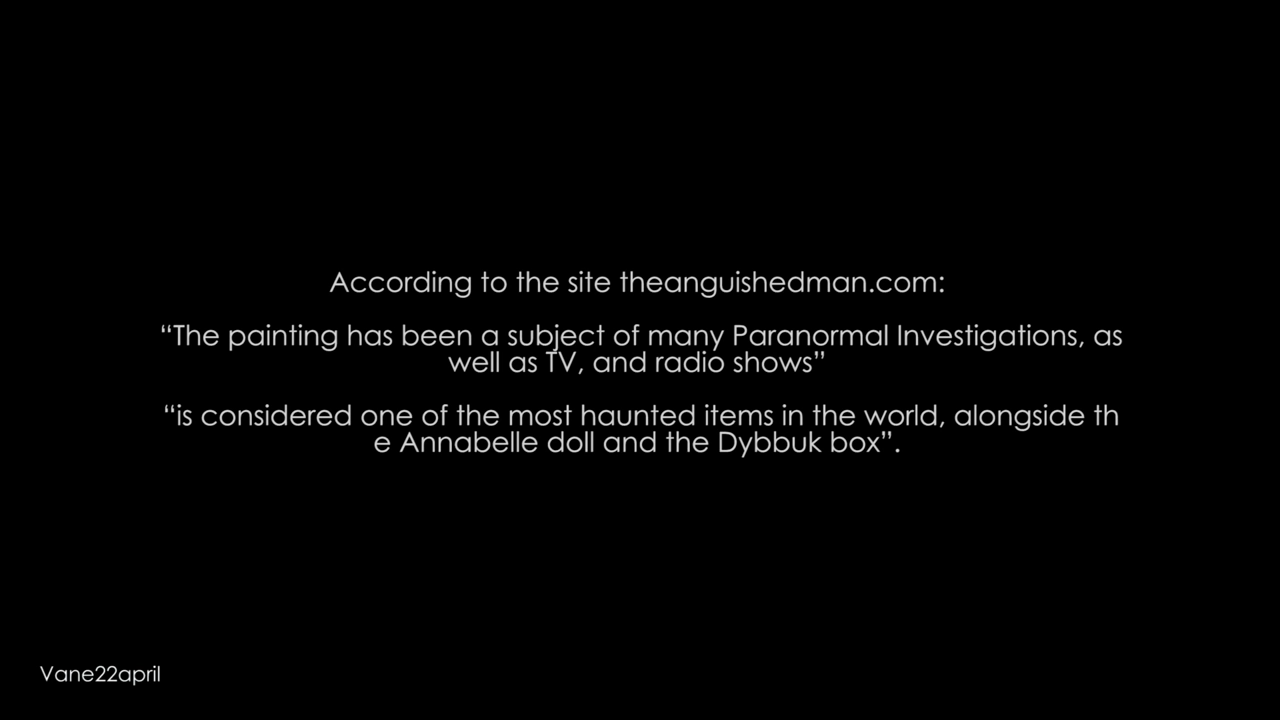 According to the site theanguishedman.com:
“The painting has been a subject of many Paranormal Investigations, as
well as TV, and radio shows”
“is considered one of the most haunted items in the world, alongside th
e Annabelle doll and the Dybbuk box”.
Vane22april